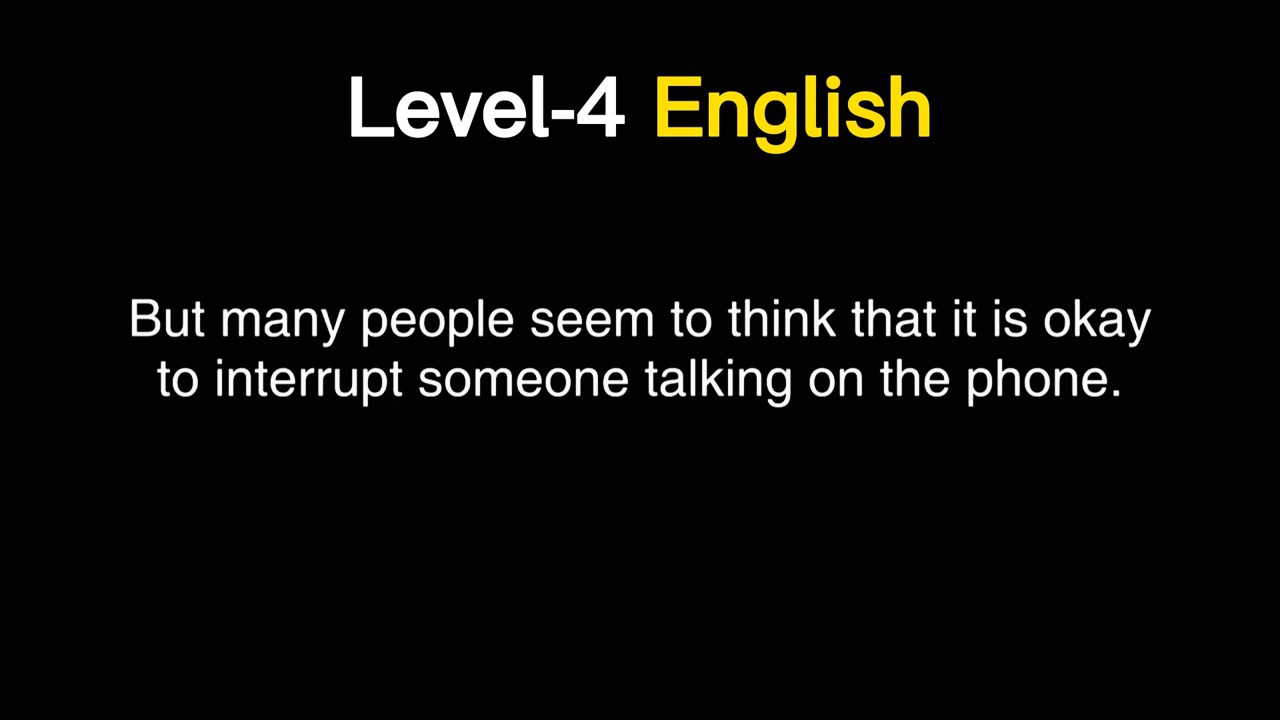 Level-4 English
But many people seem to think that it is okay
to interrupt someone talking on the phone.